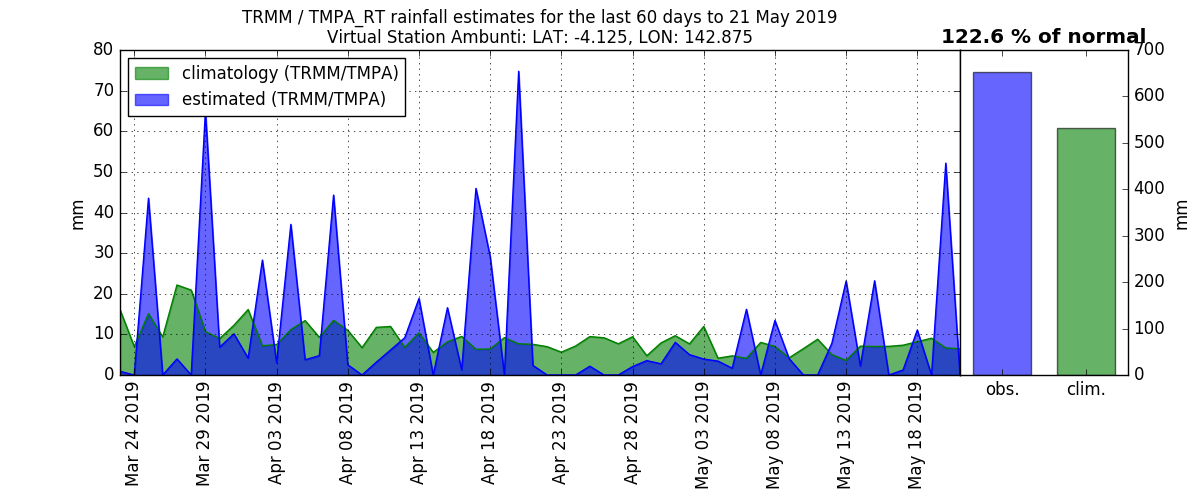 TRMM / TMPA_RT rainfall estimates for the last 60 days to 21 May 2019
Virtual Station Ambunti: LAT: -4.125, LON: 142.875
122.6 % of normal
climatology (TRMM/TMPA)
estimated (TRMM/TMPA)
80
70
60
50
40
30
20
10
0
mm
700
600
500
400
300
200
100
0
mm
obs.
clim.
Mar 24 2019
Mar 29 2019
Apr 03 2019
Apr 08 2019
Apr 13 2019
Apr 18 2019
Apr 23 2019
Apr 28 2019
May 03 2019
May 08 2019
May 13 2019
May 18 2019